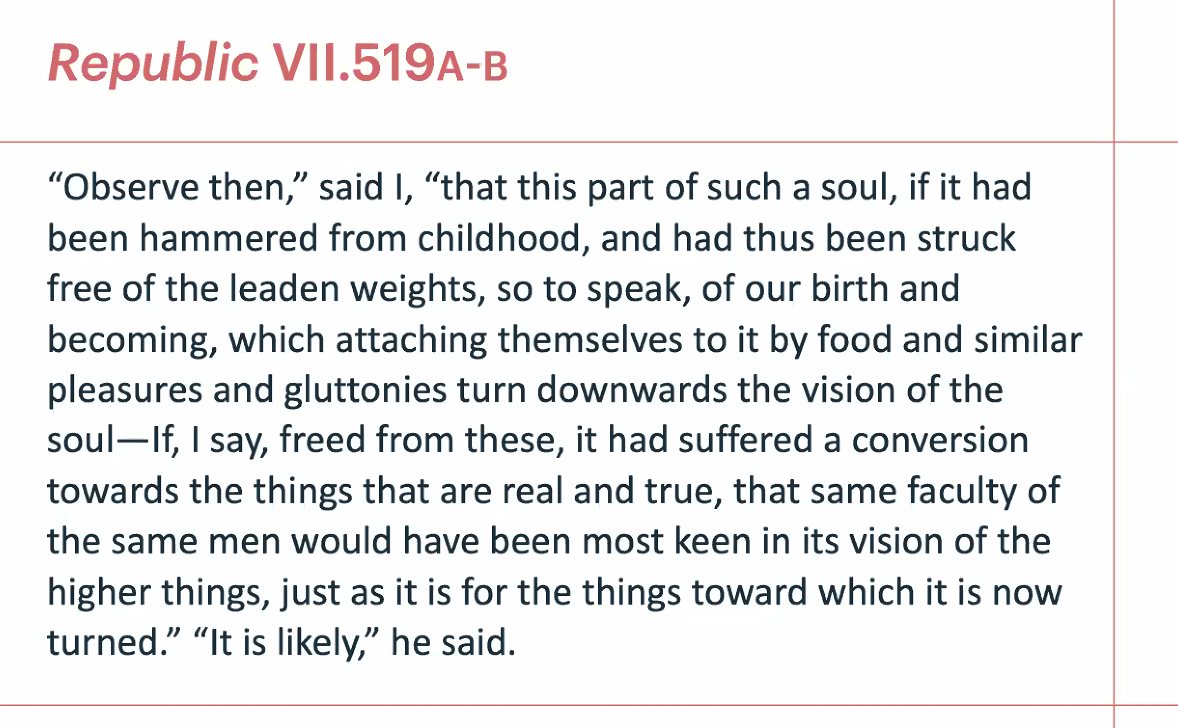 Republic VII.519A-B
“Observe then,” said I, “that this part of such a soul, if it had
been hammered from childhood, and had thus been struck
free of the leaden weights, so to speak, of our birth and
becoming, which attaching themselves to it by food and similar
pleasures and gluttonies turn downwards the vision of the
soul—If, I say, freed from these, it had suffered a conversion
towards the things that are real and true, that same faculty of
the same men would have been most keen in its vision of the
higher things, just as it is for the things toward which it is now
turned.” “It is likely,” he said.